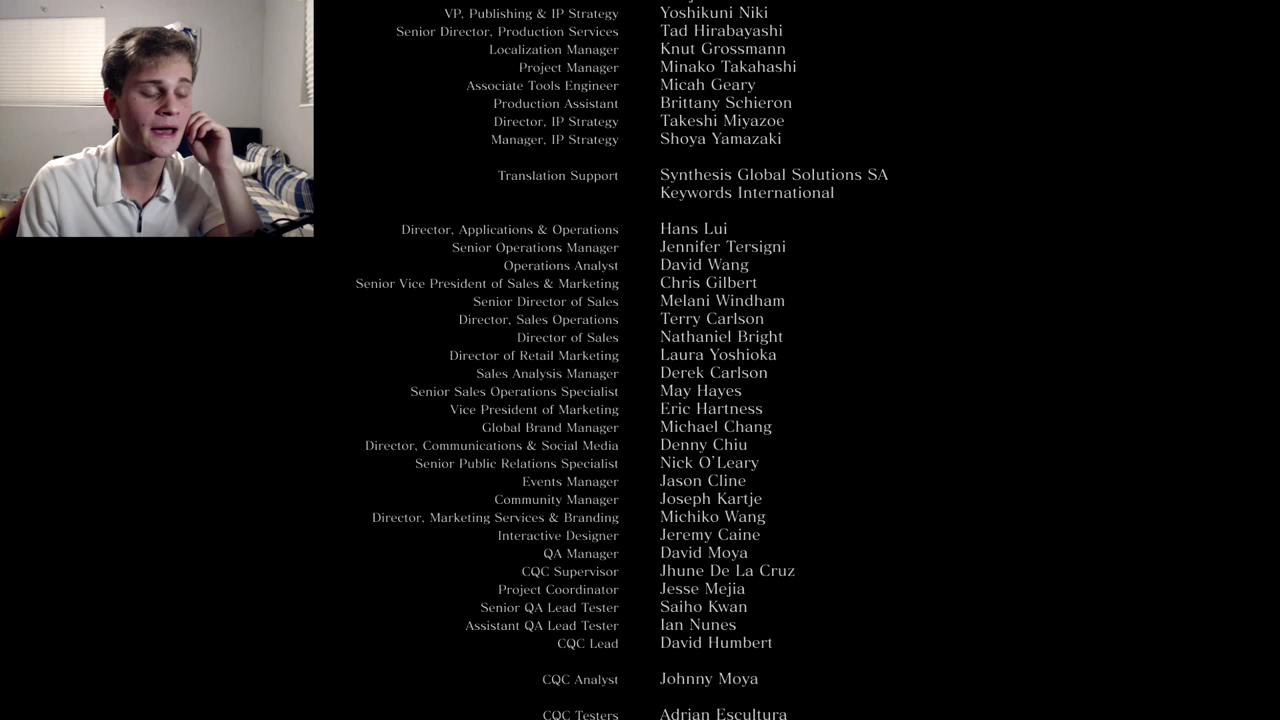 VP, Publishing & IP Strategy Yoshikuni Niki
Senior Director, Production Services Tad Hirabayashi
Localization Manager Knut Grossmann
Project Manager Minako Takahashi
Associate Tools Engineer Micah Geary
Production Assistant Brittany Schieron
Director, IP Strategy Takeshi Miyazoe
Manager, IP Strategy Shoya Yamazaki
Translation Support Synthesis Global Solutions SA
Keywords International
Director, Applications & Operations Hans Lui
Senior Operations Manager Jennifer Tersigni
Operations Analyst David Wang
Senior Vice President of Sales & Marketing Chris Gilbert
Senior Director of Sales Melani Windham
Director, Sales Operations Terry Carlson
Director of Sales Nathaniel Bright
Director of Retail Marketing Laura Yoshioka
Sales Analysis Manager Derek Carlson
Senior Sales Operations Specialist May Hayes
Vice President of Marketing Eric Hartness
Global Brand Manager Michael Chang
Director, Communications & Social Media Denny Chiu
Senior Public Relations Specialist Nick O'Leary
Events Manager Jason Cline
Community Manager Joseph Kartje
Director, Marketing Services & Branding Michiko Wang
Interactive Designer Jeremy Caine
QA Manager David Moya
CQC Supervisor Jhune De La Cruz
Project Coordinator Jesse Mejia
Senior QA Lead Tester Saiho Kwan
Assistant QA Lead Tester Ian Nunes
CQC Lead David Humbert
CQC Analyst Johnny Moya
CQC Testers Adrian Escultura